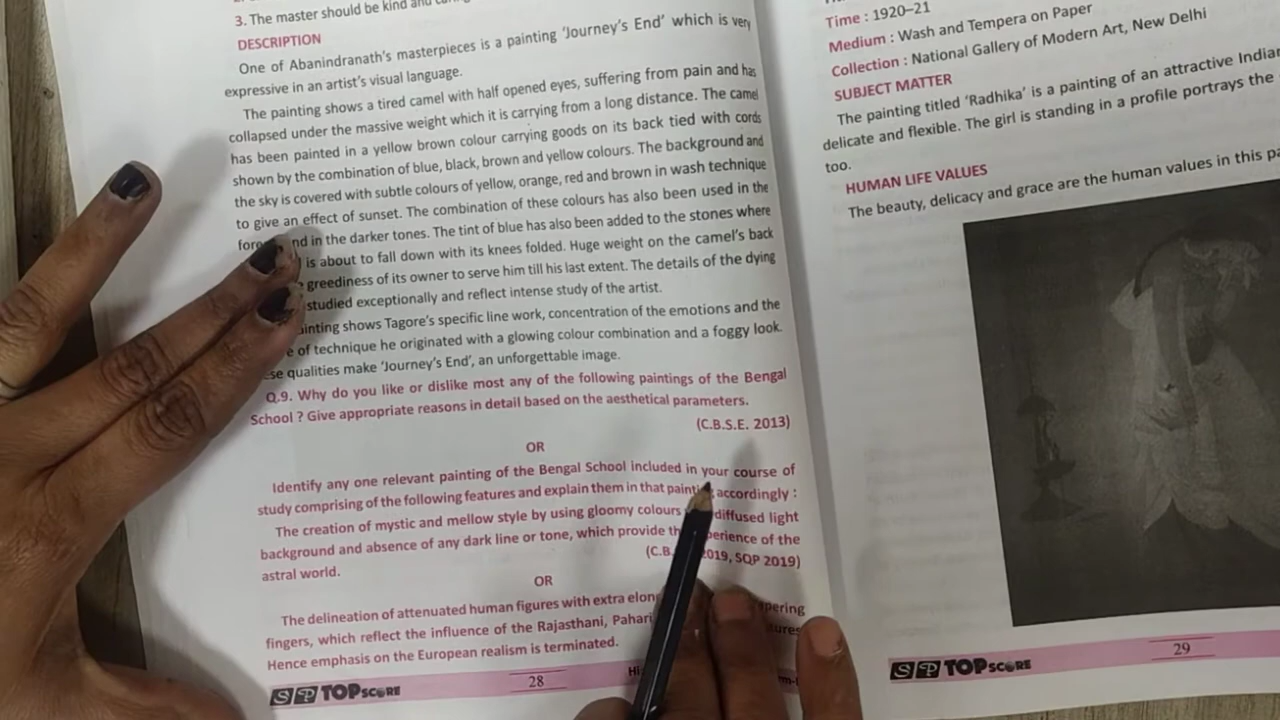 3. The master should be kind and
DESCRIPTION
One of Abanindranath's masterpieces is a painting 'Journey's End' which is very
expressive in an artist's visual language.
The painting shows a tired camel with half opened eyes, suffering from pain and has
collapsed under the massive weight which it is carrying from a long distance. The camel
has been painted in a yellow brown colour carrying goods on its back tied with cords
shown by the combination of blue, black, brown and yellow colours. The background and
the sky is covered with subtle colours of yellow, orange, red and brown in wash technique
to give an effect of sunset. The combination of these colours has also been used in the
in the darker tones. The tint of blue has also been added to the stones where
is about to fall down with its knees folded. Huge weight on the camel's back
greediness of its owner to serve him till his last extent. The details of the dying
studied exceptionally and reflect intense study of the artist.
shows Tagore's specific line work, concentration of the emotions and the
of technique he originated with a glowing colour combination and a foggy look.
qualities make 'Journey's End', an unforgettable image.
Q.9. Why do you like or dislike most any of the following paintings of the Bengal
School ? Give appropriate reasons in detail based on the aesthetical parameters.
(C.B.S.E. 2013)
OR
Identify any one relevant painting of the Bengal School included in your course of
study comprising of the following features and explain them in that accordingly :
The creation of mystic and mellow style by using gloomy colours diffused light
background and absence of any dark line or tone, which provide of the
astral world.
2019, SQP 2019)
OR
The delineation of attenuated human figures with extra
fingers, which reflect the influence of the Rajasthani,
Hence emphasis on the European realism is terminated.
SP TOPSCORE
28
Time : 1920–21
Medium : Wash and Tempera on Paper
Collection : National Gallery of Modern Art, New Delhi
SUBJECT MATTER
The painting titled 'Radhika' is a painting of an attractive
delicate and flexible. The girl is standing in a profile portrays the
too.
HUMAN LIFE VALUES
The beauty, delicacy and grace are the human values in this
SP TOPSCORE
29